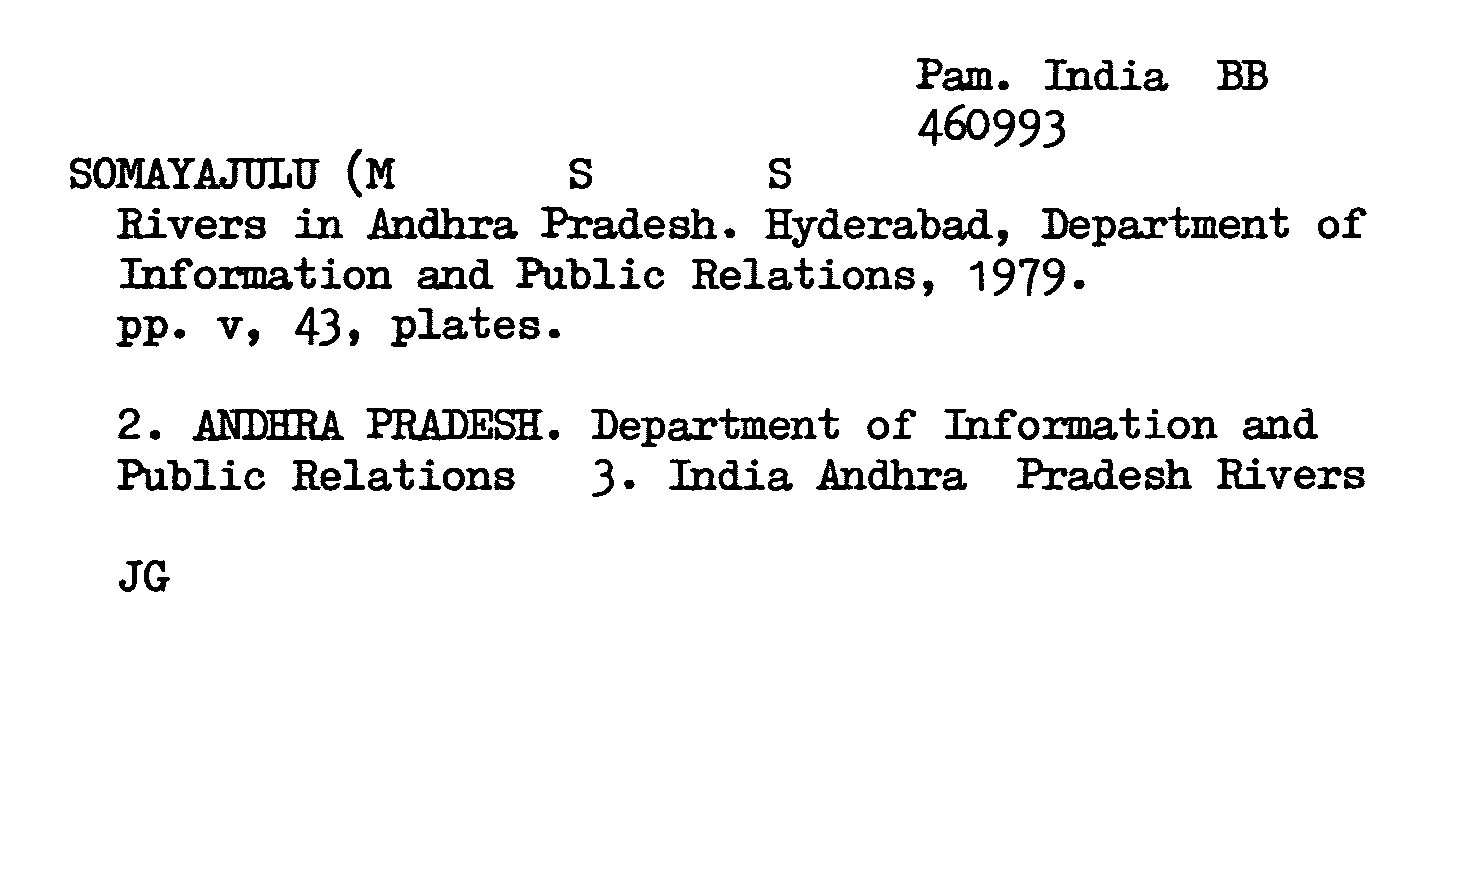 Pam. India BB
460993
SOMAYAJULU (M S S
Rivers in Andhra Pradesh. Hyderabad, Department of
Information and Public Relations, 1979.
pp. v, 43, plates.
2. ANDHRA PRADESH. Department of Information and
Public Relations 3. India Andhra Pradesh Rivers
JG